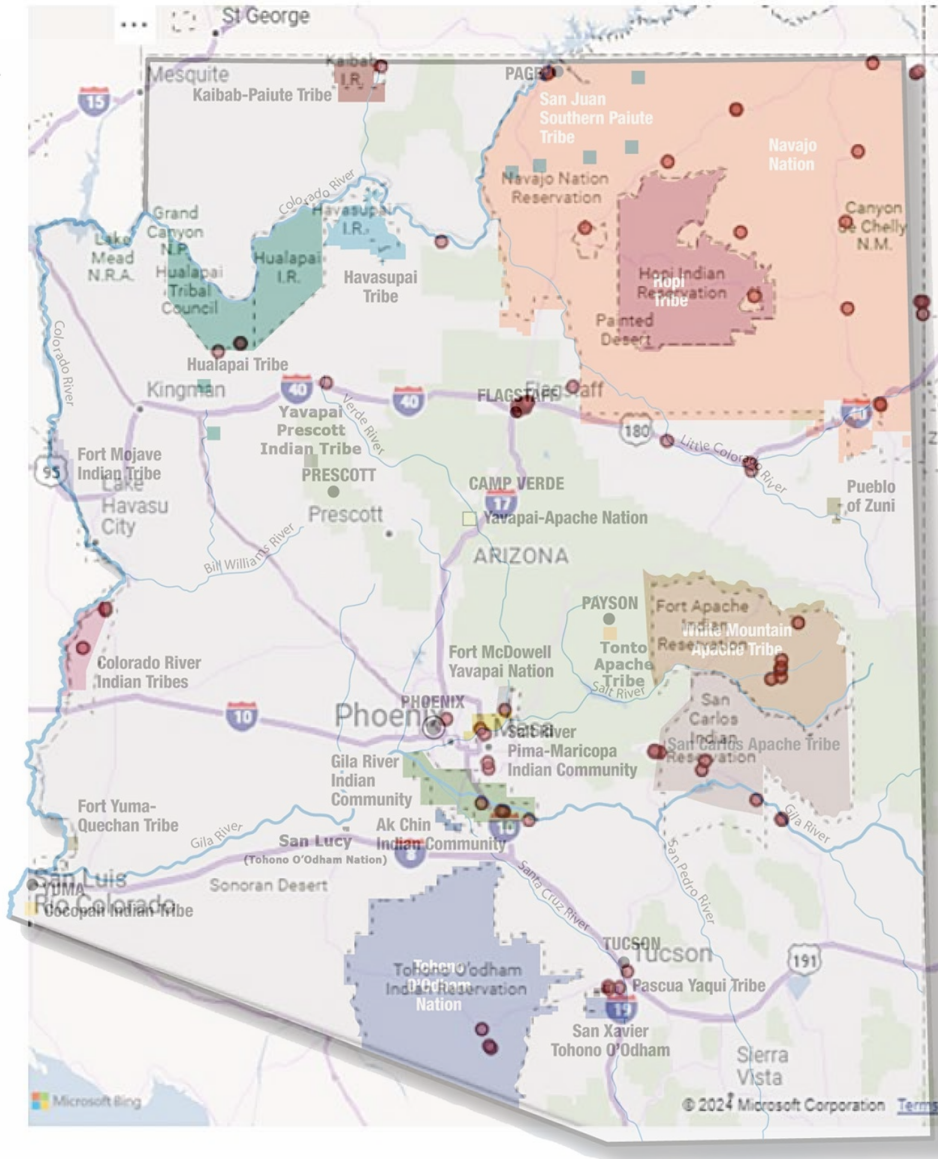 St George
...
Mesquite
15
Kaibab
I.R.
Kaibab-Paiute Tribe
PAGE
San Juan
Southern Paiute
Tribe
Navajo
Nation
Navajo Nation
Reservation
Colorado River
Havasupai
I.R.
Havasupai
Tribe
Grand
Canyon
N.P.
Lake
Mead
N.R.A.
Hualapai
Tribal
Council
Hualapai
I.R.
Hualapai Tribe
Canyon
de Chelly
N.M.
Hopi Indian
Reservation
Hopi
Tribe
Painted
Desert
Colorado River
Kingman
40
40
FLAGSTAFF
Flagstaff
180
40
Little Colorado River
Verde River
Yavapai
Prescott
Indian Tribe
PRESCOTT
Prescott
Fort Mojave
Indian Tribe
95
Lake
Havasu
City
CAMP VERDE
17
Yavapai-Apache Nation
Pueblo
of Zuni
Bill Williams River
ARIZONA
PAYSON
Tonto
Apache
Tribe
Fort Apache
Indian
Reservation
White Mountain
Apache Tribe
Colorado River
Indian Tribes
Fort McDowell
Yavapai Nation
Salt River
10
PHOENIX
Phoenix
Mesa
Salt River
Pima-Maricopa
Indian Community
San
Carlos
Indian
Reservation
San Carlos Apache Tribe
Gila River
Indian
Community
Fort Yuma-
Quechan Tribe
Gila River
Ak Chin
Indian Community
10
Gila River
San Lucy
(Tohono O'Odham Nation)
8
San Luis
Rio Colorado
YUMA
Cocopah Indian Tribe
Sonoran Desert
Santa Cruz River
San Pedro River
Tohono O'odham
Indian Reservation
Tohono
O'Odham
Nation
TUCSON
Tucson
191
Pascua Yaqui Tribe
19
San Xavier
Tohono O'Odham
Sierra
Vista
Microsoft Bing
© 2024 Microsoft Corporation Terms